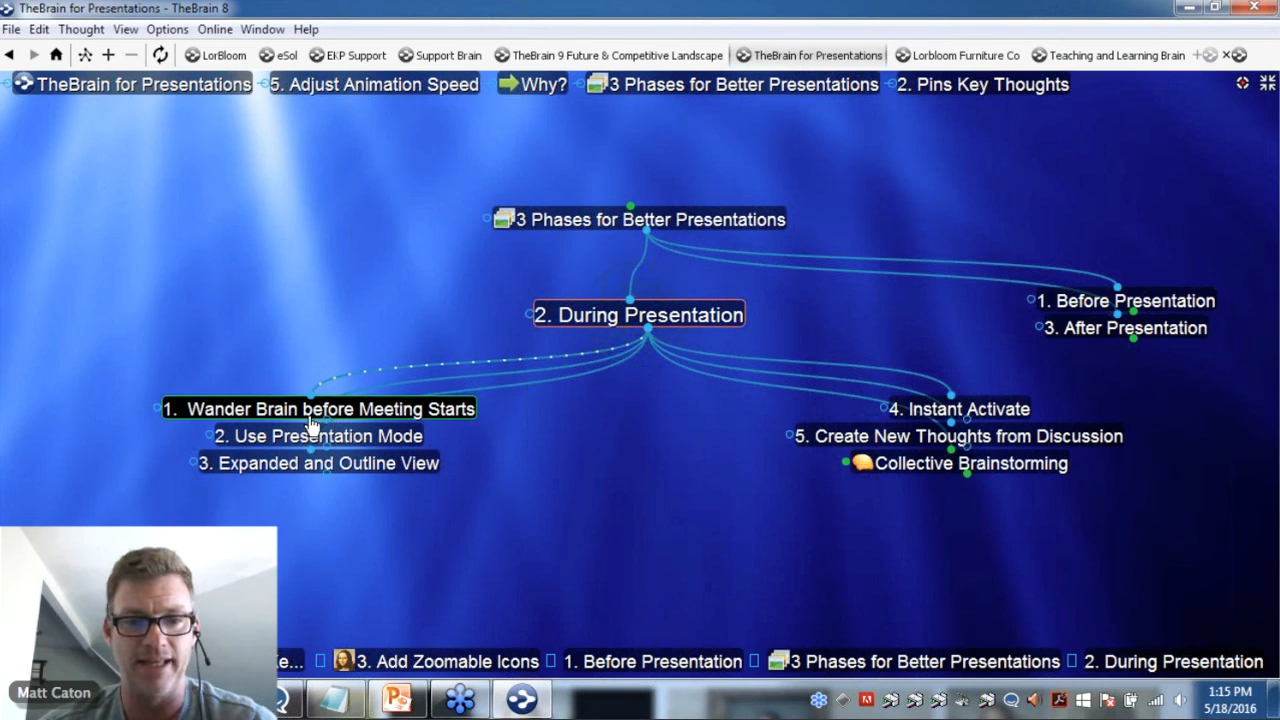 TheBrain for Presentations - TheBrain 8
File Edit Thought View Options Online Window Help
LorBloom eSol EKP Support Support Brain TheBrain 9 Future & Competitive Landscape TheBrain for Presentations Lorbloom Furniture Co Teaching and Learning Brain
TheBrain for Presentations 5. Adjust Animation Speed Why? 3 Phases for Better Presentations 2. Pins Key Thoughts
3 Phases for Better Presentations
2. During Presentation
1. Before Presentation
3. After Presentation
1. Wander Brain before Meeting Starts
2. Use Presentation Mode
3. Expanded and Outline View
4. Instant Activate
5. Create New Thoughts from Discussion
Collective Brainstorming
Ke... 3. Add Zoomable Icons 1. Before Presentation 3 Phases for Better Presentations 2. During Presentation
Matt Caton
1:15 PM
5/18/2016